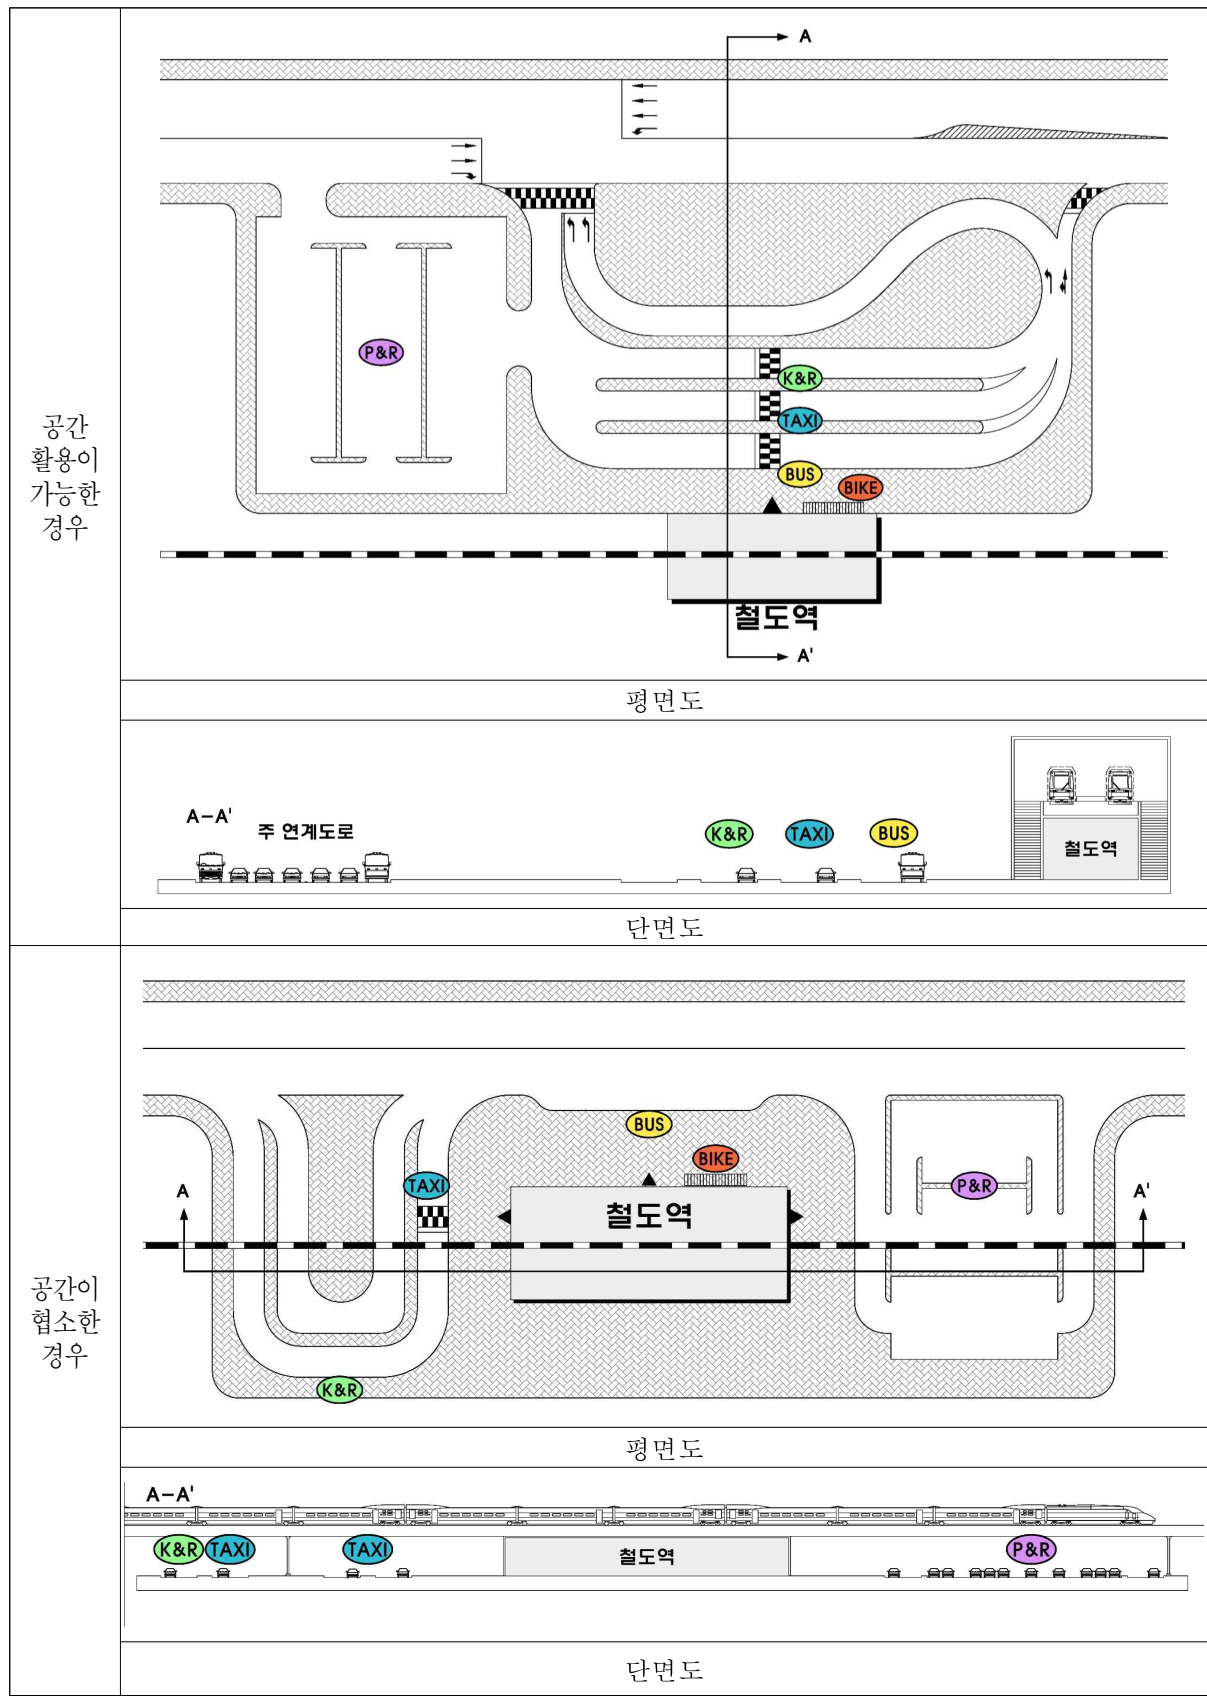 공간
활용이
가능한
경우
A
P&R
K&R
TAXI
BUS
BIKE
철도역
A'
평면도
A-A'
주 연계도로
K&R
TAXI
BUS
철도역
단면도
공간이
협소한
경우
BUS
BIKE
TAXI
P&R
A
철도역
A'
K&R
평면도
A-A'
K&R
TAXI
TAXI
철도역
P&R
단면도